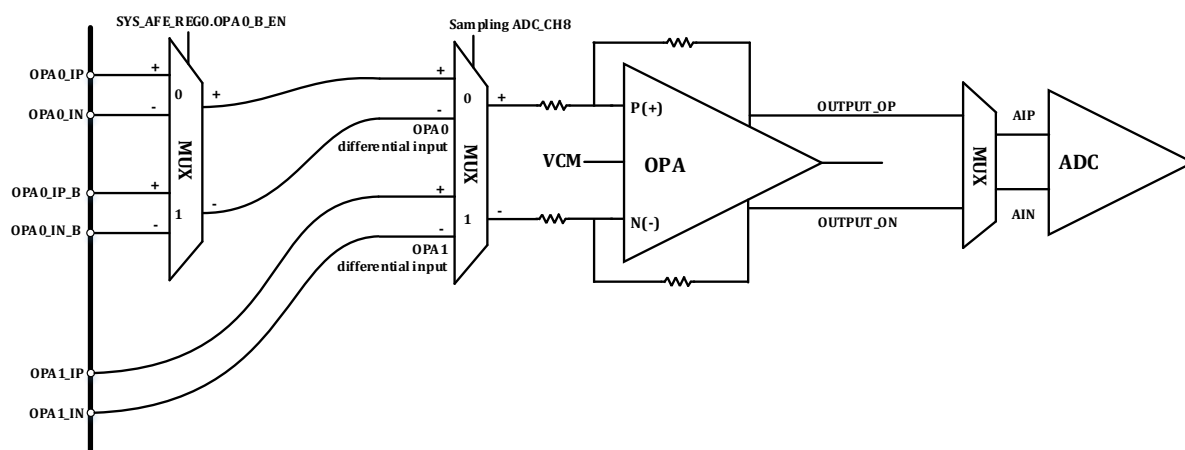 SYS_AFE_REG0.OPA0_B_EN
Sampling ADC_CH8
OPA0_IP
+
0
+
+
0
+
OPA0_IN
-
-
OPA0
differential input
MUX
MUX
P(+)
VCM
OPA
N(-)
OUTPUT_OP
OUTPUT_ON
MUX
AIP
AIN
ADC
OPA0_IP_B
+
1
-
OPA0_IN_B
-
+
1
-
-
OPA1
differential input
OPA1_IP
OPA1_IN